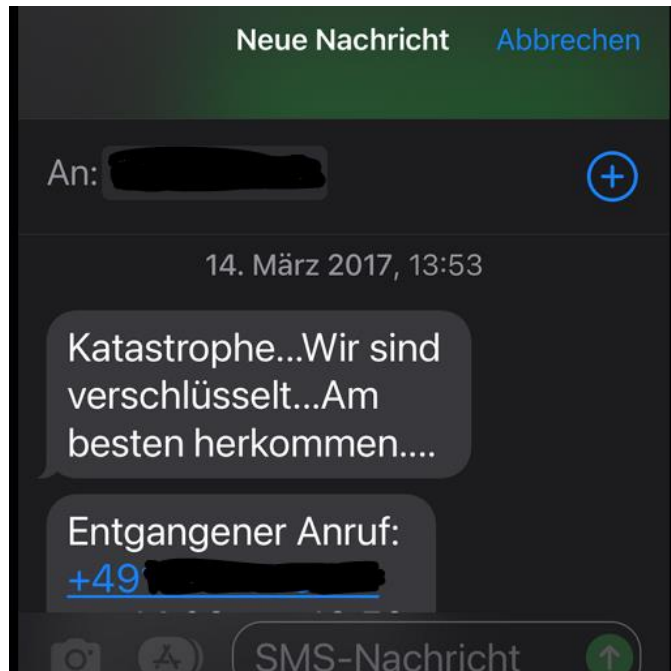 Neue Nachricht Abbrechen
An:
14. März 2017, 13:53
Katastrophe...Wir sind
verschlüsselt...Am
besten herkommen....
Entgangener Anruf:
+49
SMS-Nachricht